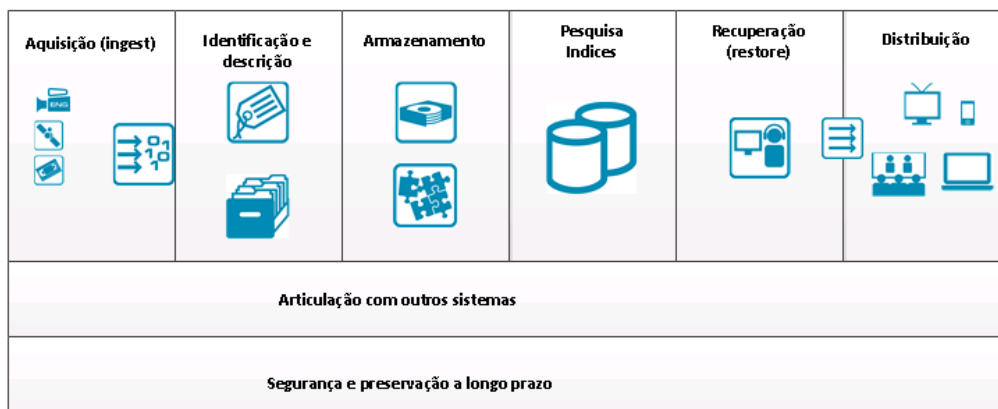 Aquisição (ingest)
Identificação e
descrição
Armazenamento
Pesquisa
Indices
Recuperação
(restore)
Distribuição
ENG
Articulação com outros sistemas
Segurança e preservação a longo prazo